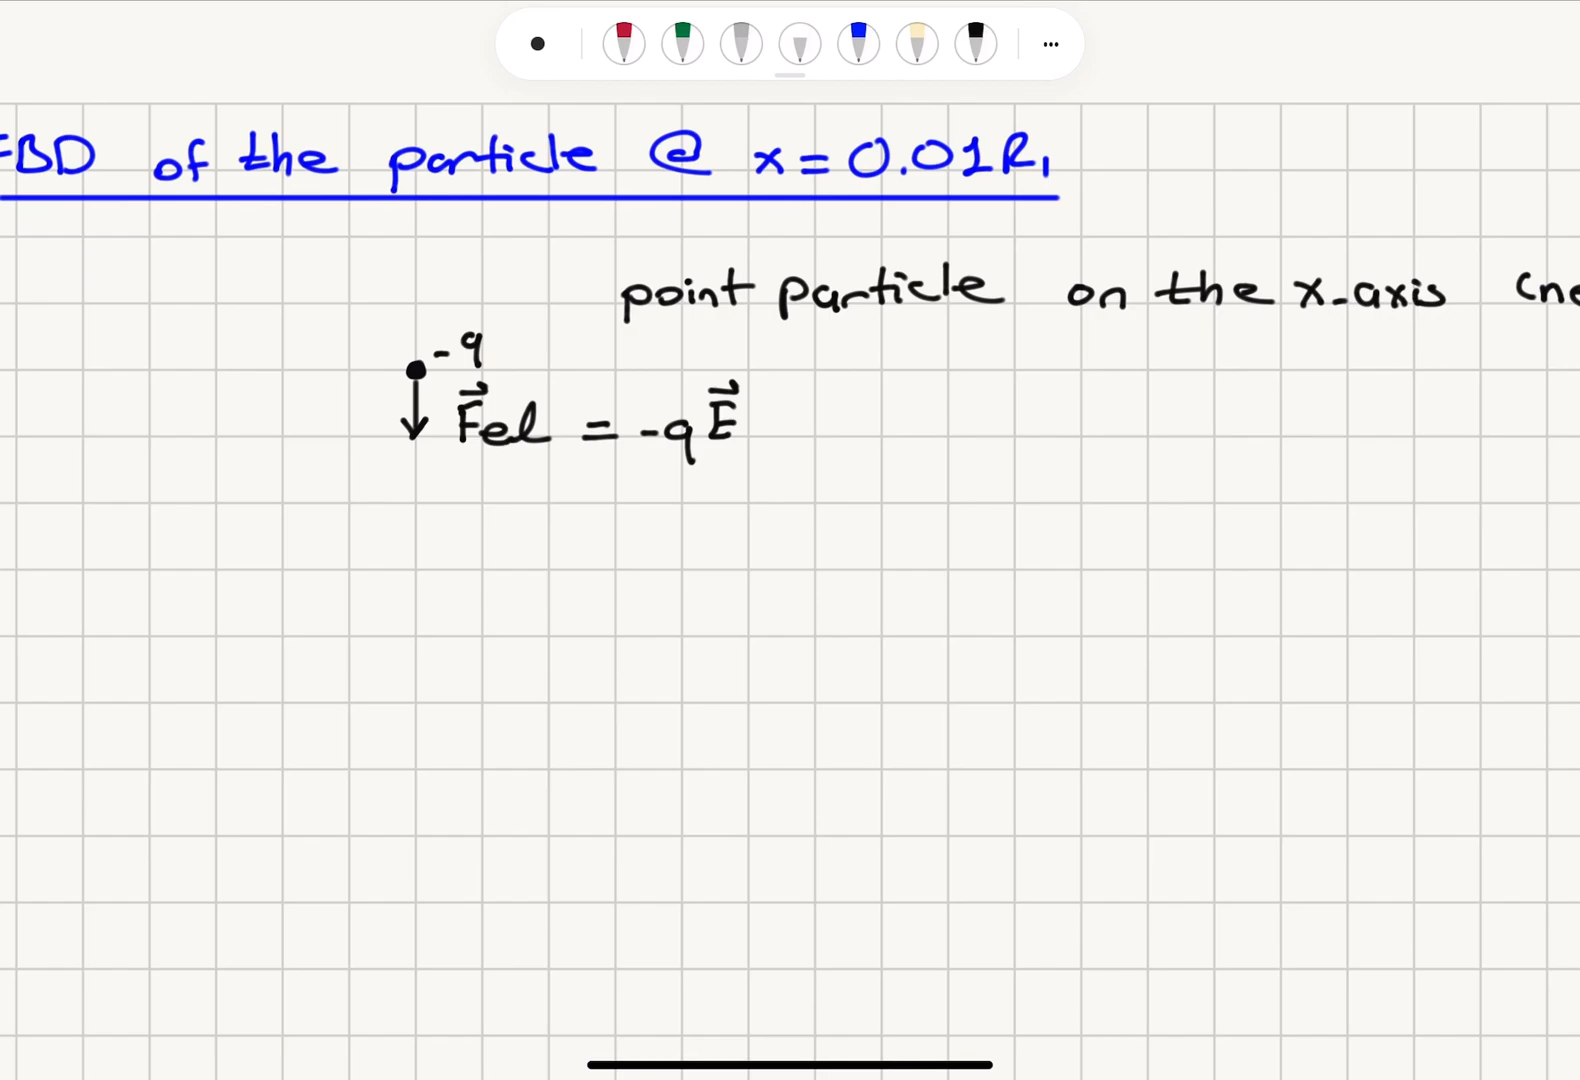 FBD of the particle @ x = 0.01R₁
point particle on the x-axis
-q
F⃗el = -qE⃗